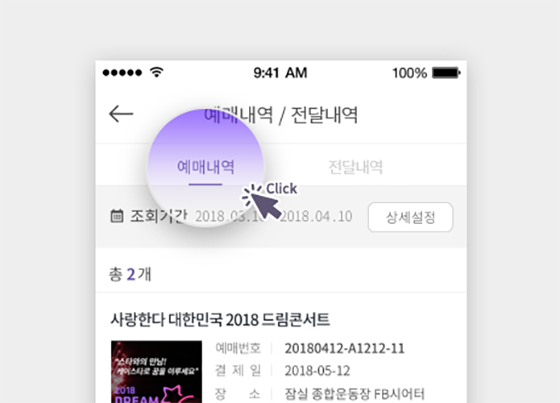 9:41 AM 100%
예매내역 / 전달내역
예매내역 전달내역
Click
조회기간 2018.03.10 2018.04.10 상세설정
총 2개
사랑한다 대한민국 2018 드림콘서트
"스타와의 만남!
케이스타로 꿈을 이루세요"
2018
DREAM
예매번호 20180412-A1212-11
결 제 일 2018-05-12
장 소 잠실 종합운동장 FB시어터